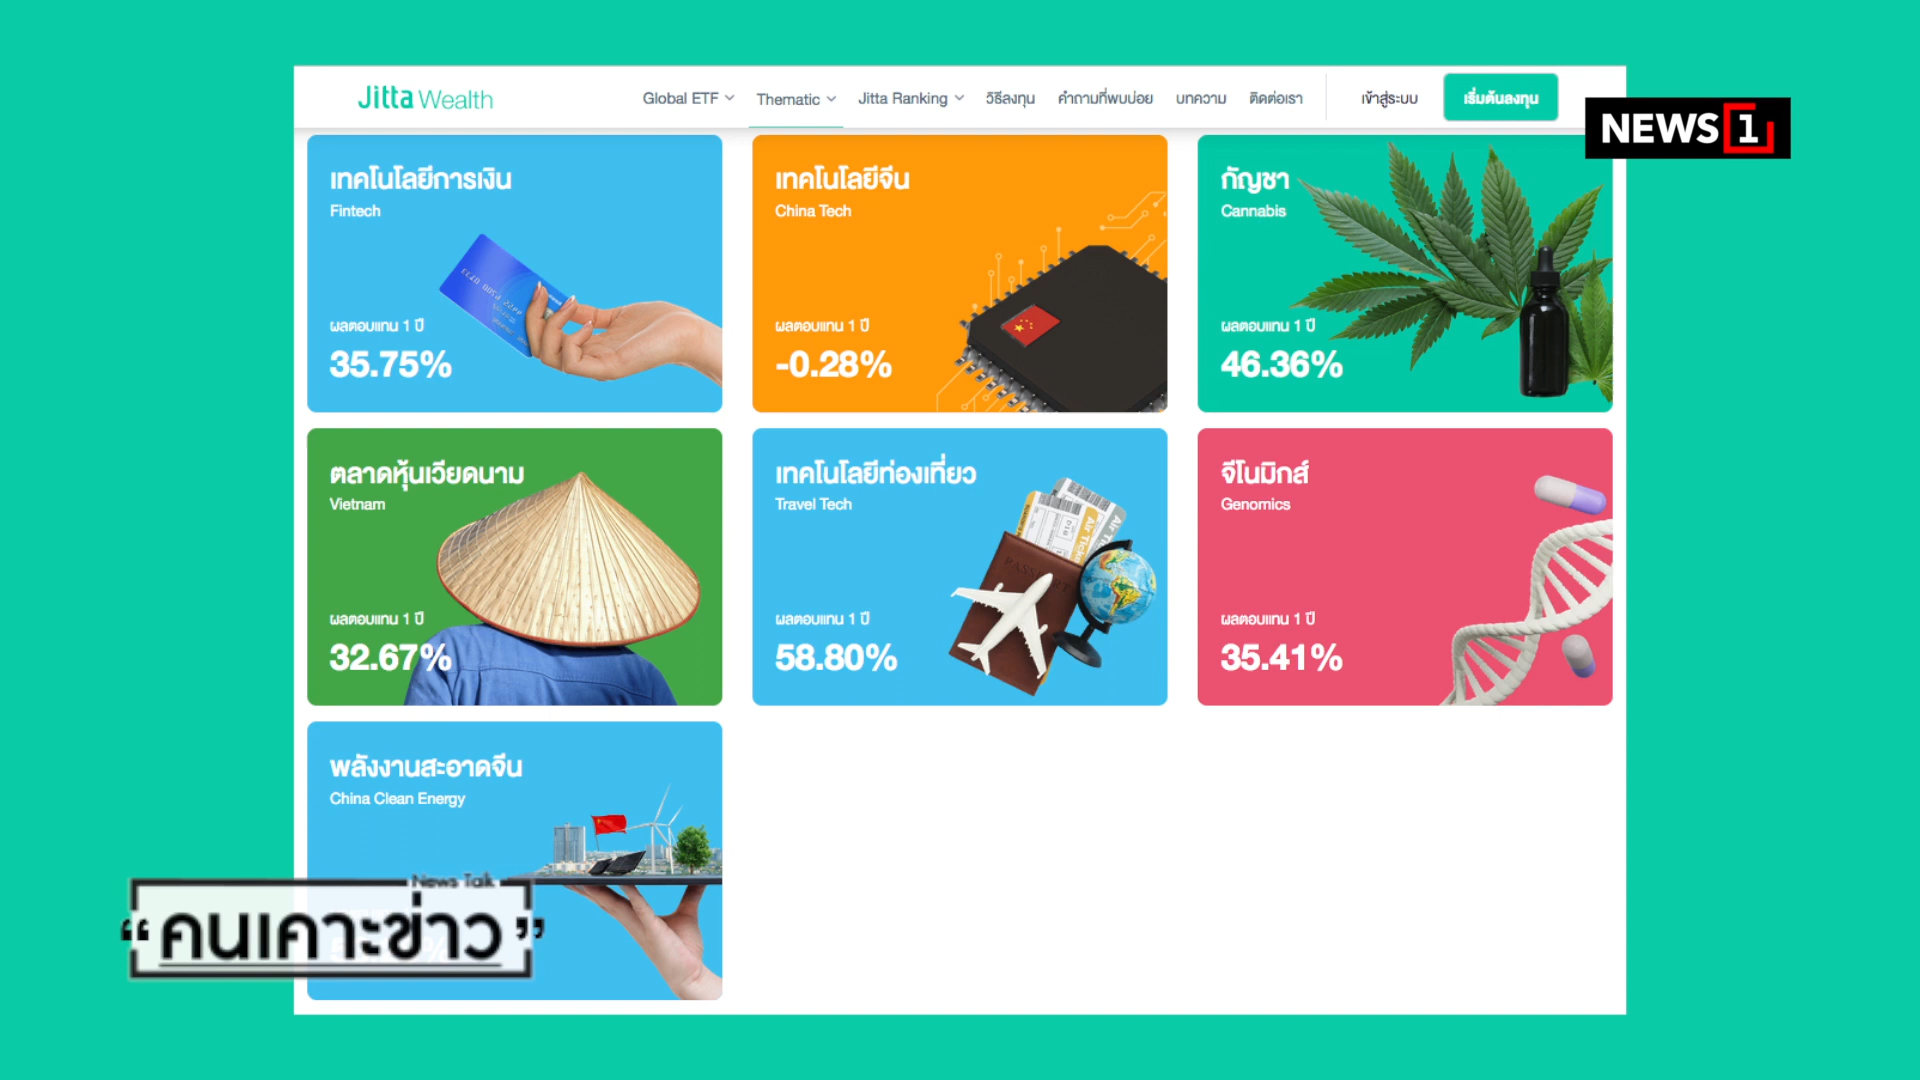 Jitta Wealth
Global ETF
Thematic
Jitta Ranking
วิธีลงทุน
คำถามที่พบบ่อย
บทความ
ติดต่อเรา
เข้าสู่ระบบ
เริ่มต้นลงทุน
NEWS 1
เทคโนโลยีการเงิน
Fintech
ผลตอบแทน 1 ปี
35.75%
เทคโนโลยีจีน
China Tech
ผลตอบแทน 1 ปี
-0.28%
กัญชา
Cannabis
ผลตอบแทน 1 ปี
46.36%
ตลาดหุ้นเวียดนาม
Vietnam
ผลตอบแทน 1 ปี
32.67%
เทคโนโลยีท่องเที่ยว
Travel Tech
ผลตอบแทน 1 ปี
58.80%
PASSPORT
จีโนมิกส์
Genomics
ผลตอบแทน 1 ปี
35.41%
พลังงานสะอาดจีน
China Clean Energy
News Talk
“คนเคาะข่าว”